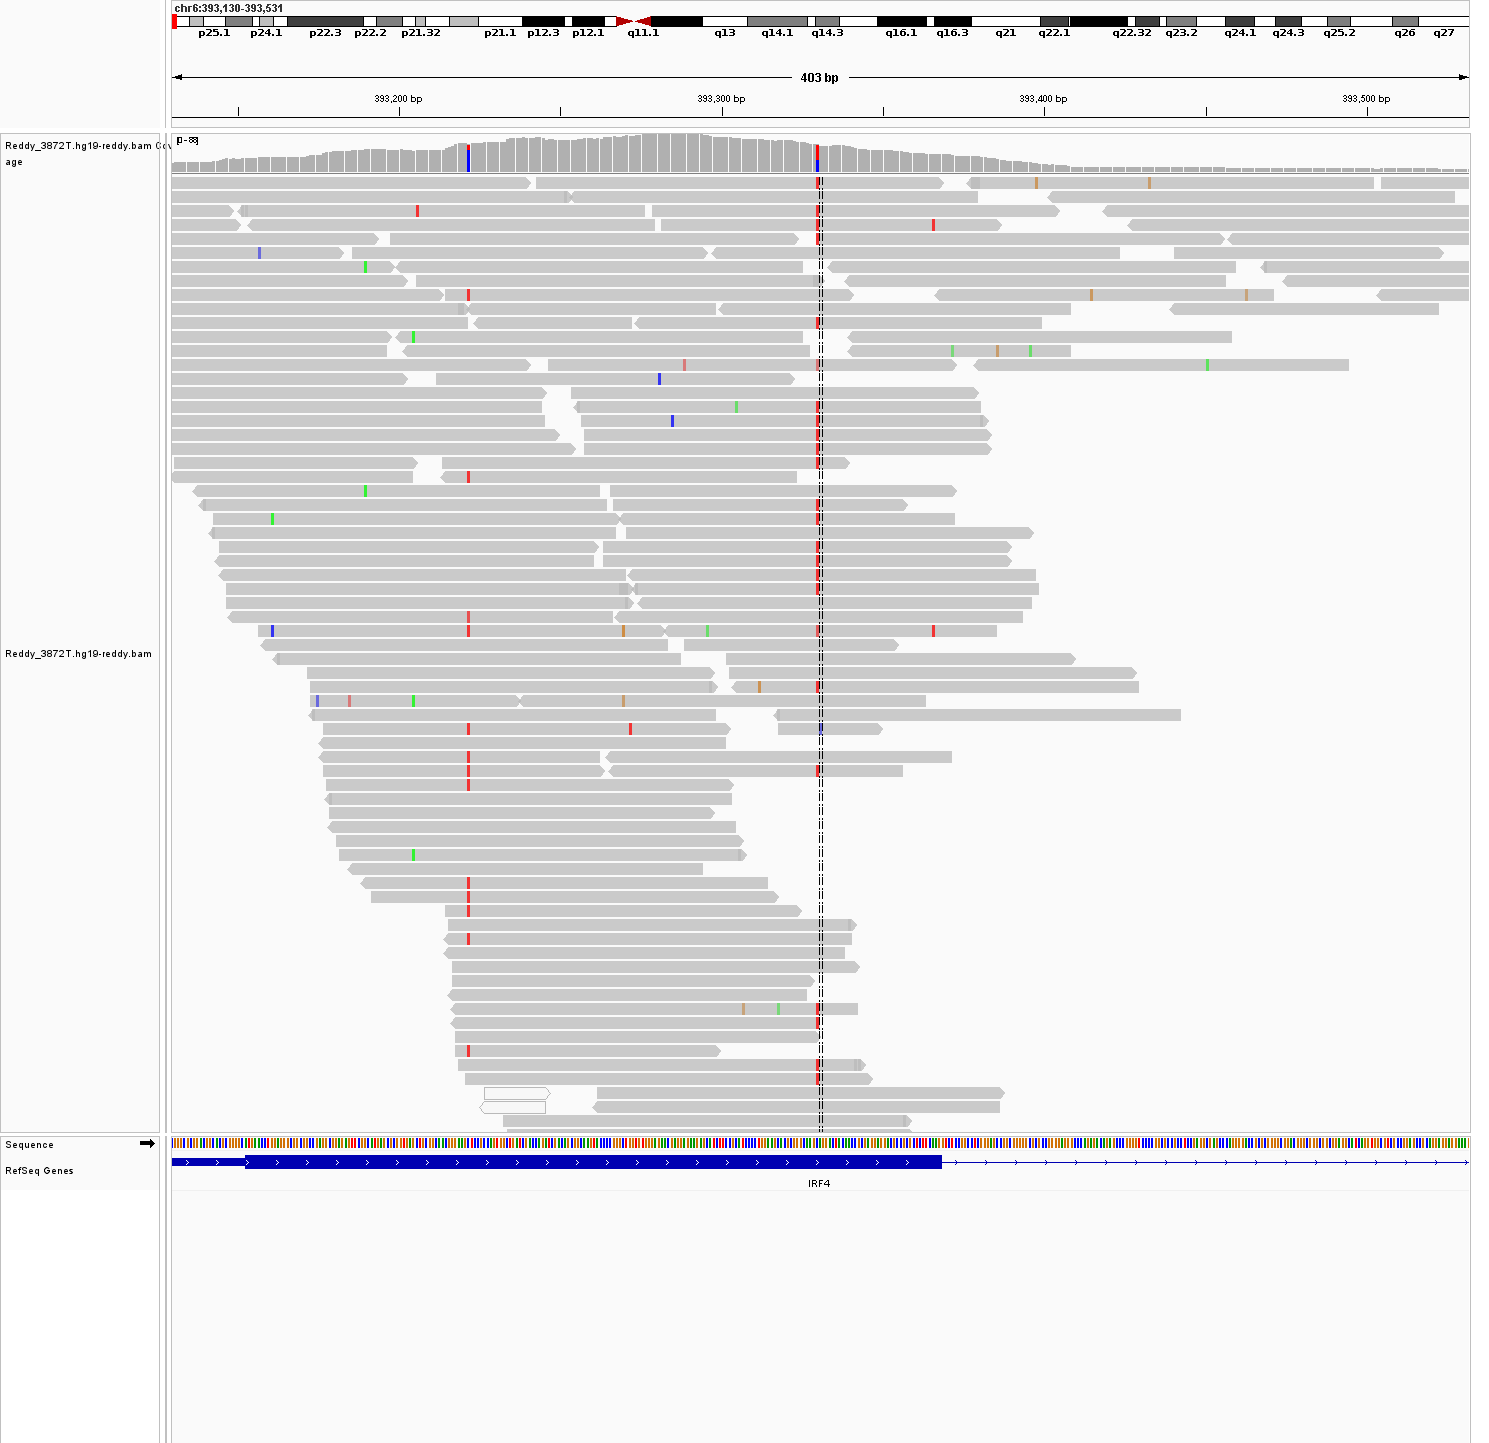 chr6:393,130-393,531
p25.1 p24.1 p22.3 p22.2 p21.32 p21.1 p12.3 p12.1 q11.1 q13 q14.1 q14.3 q16.1 q16.3 q21 q22.1 q22.32 q23.2 q24.1 q24.3 q25.2 q26 q27
403 bp
393,200 bp 393,300 bp 393,400 bp 393,500 bp
Reddy_3872T.hg19-reddy.bam Cov
age
Reddy_3872T.hg19-reddy.bam
Sequence
RefSeq Genes
IRF4